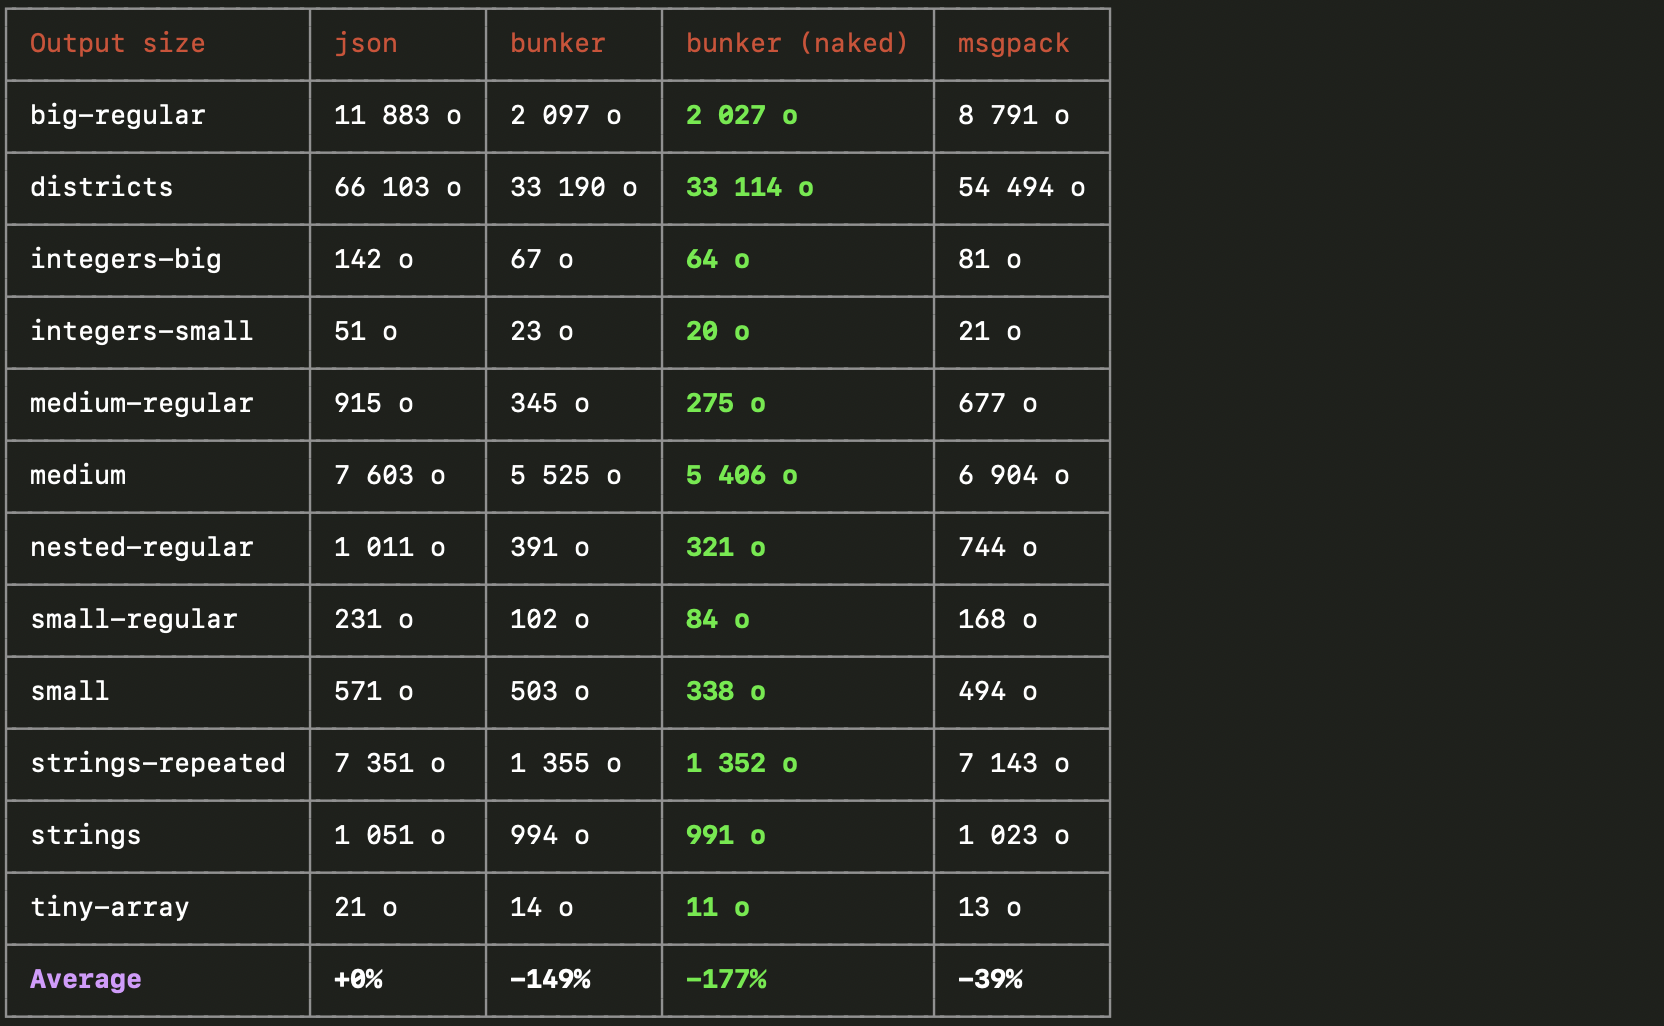 Output size json bunker bunker (naked) msgpack
big-regular 11 883 o 2 097 o 2 027 o 8 791 o
districts 66 103 o 33 190 o 33 114 o 54 494 o
integers-big 142 o 67 o 64 o 81 o
integers-small 51 o 23 o 20 o 21 o
medium-regular 915 o 345 o 275 o 677 o
medium 7 603 o 5 525 o 5 406 o 6 904 o
nested-regular 1 011 o 391 o 321 o 744 o
small-regular 231 o 102 o 84 o 168 o
small 571 o 503 o 338 o 494 o
strings-repeated 7 351 o 1 355 o 1 352 o 7 143 o
strings 1 051 o 994 o 991 o 1 023 o
tiny-array 21 o 14 o 11 o 13 o
Average +0% -149% -177% -39%